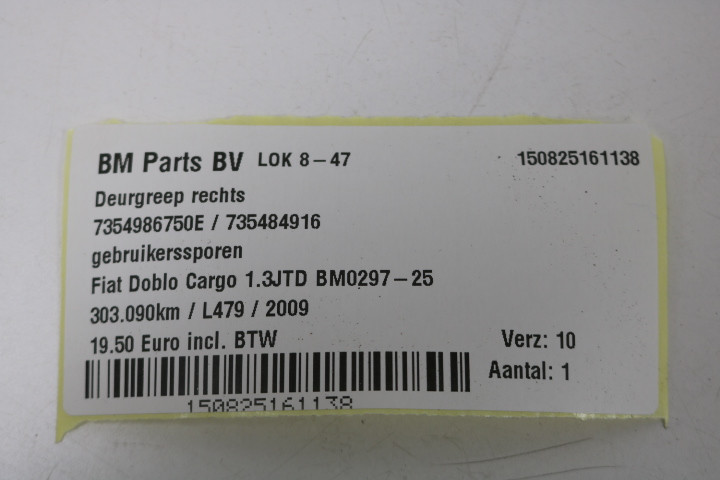 BM Parts BV LOK 8-47 150825161138
Deurgreep rechts
7354986750E / 735484916
gebruikerssporen
Fiat Doblo Cargo 1.3JTD BM0297-25
303.090km / L479 / 2009
19.50 Euro incl. BTW Verz: 10
Aantal: 1
150825161138